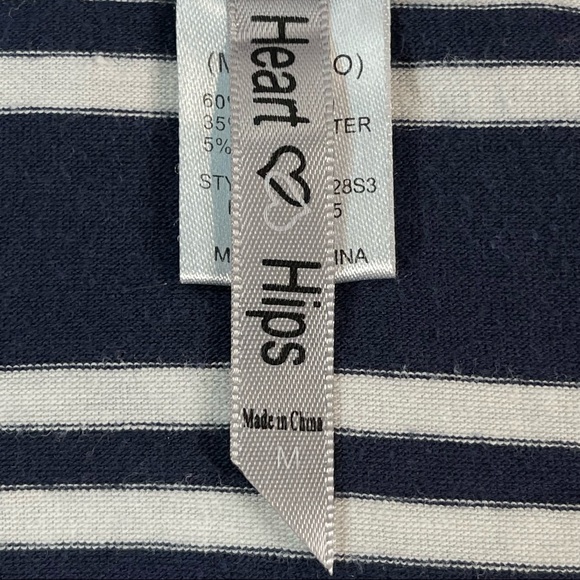 Heart Hips
Made in China
M
(M O)
60%
35% TER
5%
STY 28S3
5
M INA